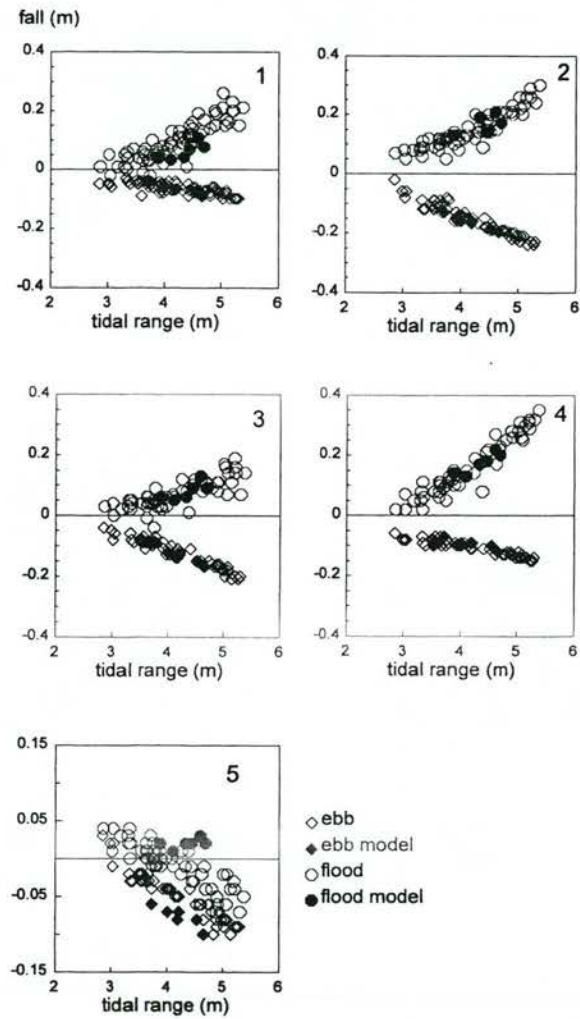 fall (m)
0.4
0.2
0
-0.2
-0.4
1
2 3 4 5 6
tidal range (m)
0.4
0.2
0
-0.2
-0.4
2
2 3 4 5 6
tidal range (m)
0.4
0.2
0
-0.2
-0.4
3
2 3 4 5 6
tidal range (m)
0.4
0.2
0
-0.2
-0.4
4
2 3 4 5 6
tidal range (m)
0.15
0.05
-0.05
-0.15
5
2 3 4 5 6
tidal range (m)
ebb
ebb model
flood
flood model